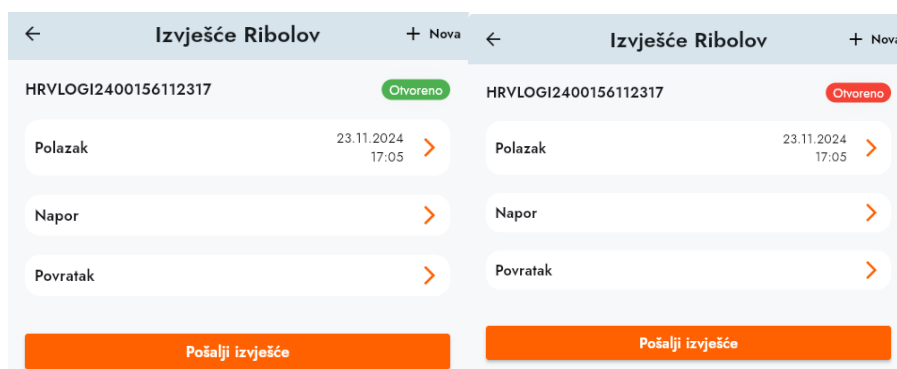 Izvješće Ribolov
+ Nova
HRVLOGI2400156112317
Otvoreno
Polazak
23.11.2024
17:05
Napor
Povratak
Pošalji izvješće
Izvješće Ribolov
+ Nova
HRVLOGI2400156112317
Otvoreno
Polazak
23.11.2024
17:05
Napor
Povratak
Pošalji izvješće